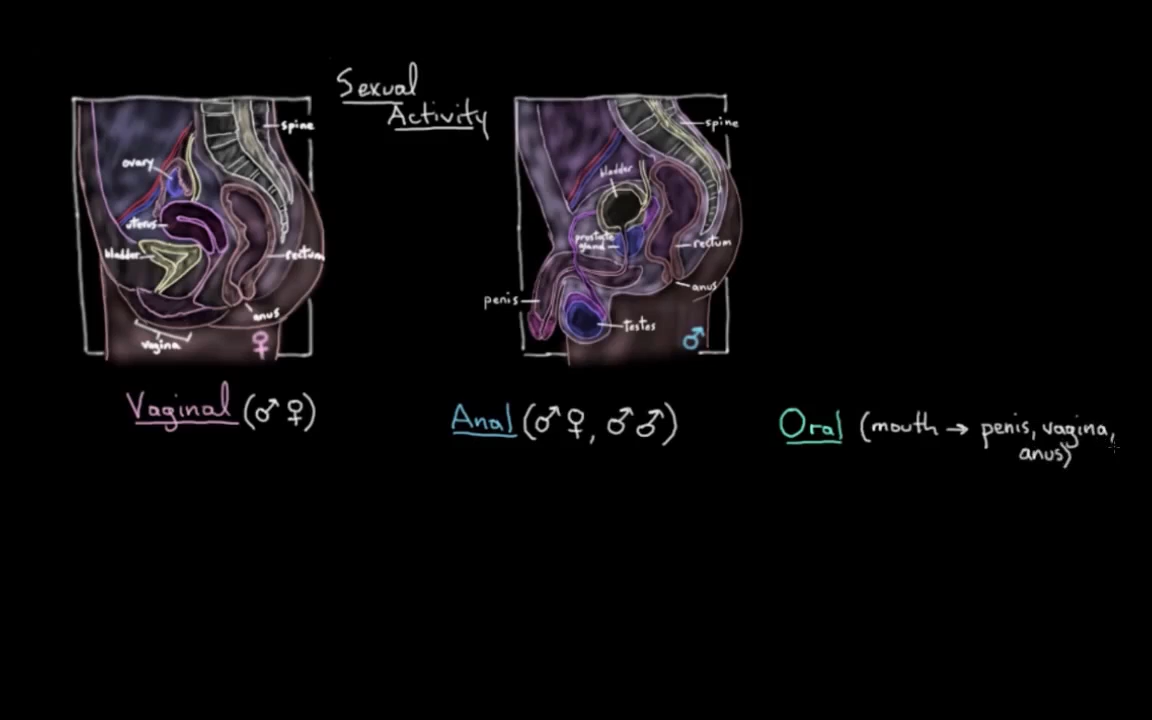 Sexual
Activity
spine
ovary
uterus
bladder
rectum
anus
vagina
♀
spine
bladder
prostate
gland
rectum
anus
penis
testes
♂
Vaginal (♂♀)
Anal (♂♀, ♂♂)
Oral (mouth → penis, vagina,
anus)